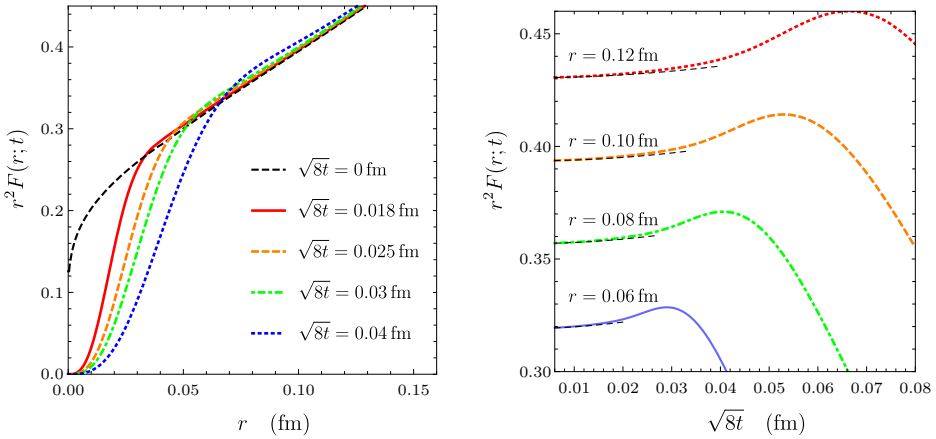 0.4
0.3
0.2
0.1
0.0
0.00
0.05
0.10
0.15
r²F(r;t)
r (fm)
√8t = 0 fm
√8t = 0.018 fm
√8t = 0.025 fm
√8t = 0.03 fm
√8t = 0.04 fm
0.45
0.40
0.35
0.30
0.01
0.02
0.03
0.04
0.05
0.06
0.07
0.08
r²F(r;t)
√8t (fm)
r = 0.12 fm
r = 0.10 fm
r = 0.08 fm
r = 0.06 fm